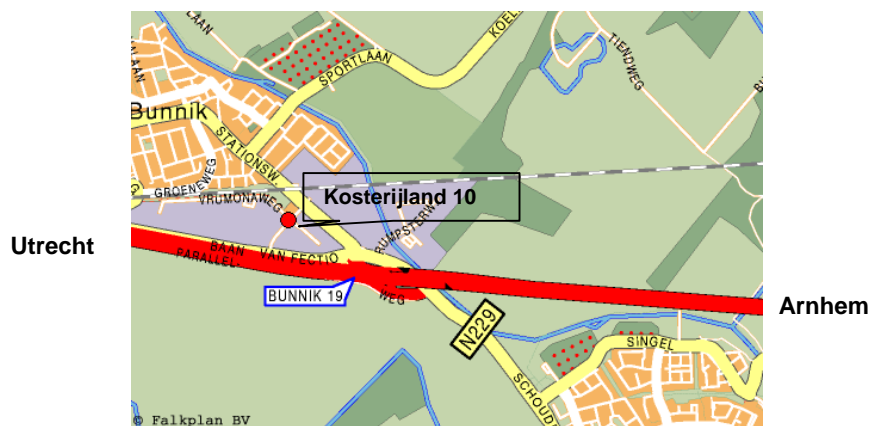 LAAN
KOEL
SPORTLAAN
TIENDWEG
Bunnik
STATIONSW
GROENEWEG
VRUMONAWEG
Kosterijland 10
RUMPSTERW
Utrecht
BAAN VAN FECTIO
PARALLEL-
WEG
BUNNIK 19
Arnhem
N229
SINGEL
SCHOUD
© Falkplan BV